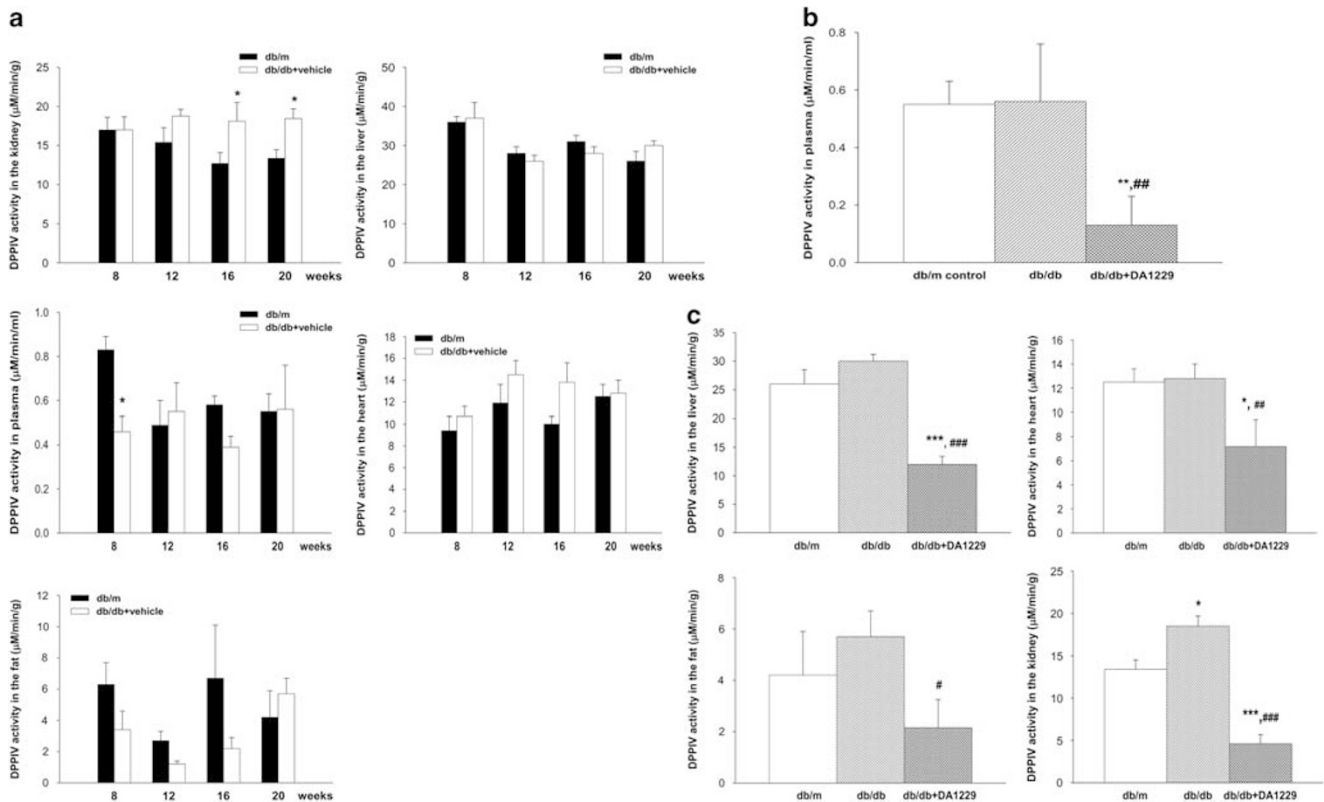 a
DPPIV activity in the kidney (μM/min/g)
db/m
db/db+vehicle
25
20
15
10
5
0
*
*
8 12 16 20 weeks
DPPIV activity in the liver (μM/min/g)
db/m
db/db+vehicle
50
40
30
20
10
0
8 12 16 20 weeks
DPPIV activity in plasma (μM/min/ml)
db/m
db/db+vehicle
1.0
0.8
0.6
0.4
0.2
0.0
*
8 12 16 20 weeks
DPPIV activity in the heart (μM/min/g)
db/m
db/db+vehicle
18
16
14
12
10
8
6
4
2
0
8 12 16 20 weeks
DPPIV activity in the fat (μM/min/g)
db/m
db/db+vehicle
12
10
8
6
4
2
0
8 12 16 20 weeks
b
DPPIV activity in plasma (μM/min/ml)
0.8
0.6
0.4
0.2
0.0
**,##
db/m control db/db db/db+DA1229
c
DPPIV activity in the liver (μM/min/g)
35
30
25
20
15
10
5
0
***, ###
db/m db/db db/db+DA1229
DPPIV activity in the heart (μM/min/g)
16
14
12
10
8
6
4
2
0
*, ##
db/m db/db db/db+DA1229
DPPIV activity in the fat (μM/min/g)
8
6
4
2
0
#
db/m db/db db/db+DA1229
DPPIV activity in the kidney (μM/min/g)
25
20
15
10
5
0
*
***,###
db/m db/db db/db+DA1229